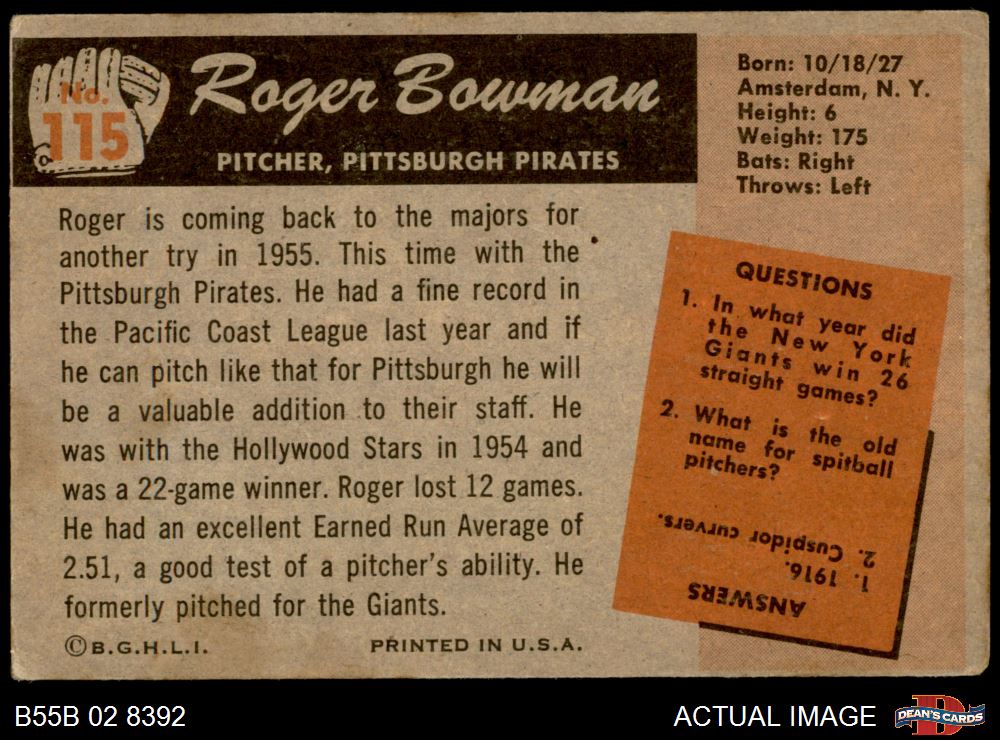 No.
115
Roger Bowman
PITCHER, PITTSBURGH PIRATES
Born: 10/18/27
Amsterdam, N. Y.
Height: 6
Weight: 175
Bats: Right
Throws: Left
Roger is coming back to the majors for
another try in 1955. This time with the
Pittsburgh Pirates. He had a fine record in
the Pacific Coast League last year and if
he can pitch like that for Pittsburgh he will
be a valuable addition to their staff. He
was with the Hollywood Stars in 1954 and
was a 22-game winner. Roger lost 12 games.
He had an excellent Earned Run Average of
2.51, a good test of a pitcher's ability. He
formerly pitched for the Giants.
©B.G.H.L.I.
PRINTED IN U.S.A.
QUESTIONS
1. In what year did
the New York
Giants win 26
straight games?
2. What is the old
name for spitball
pitchers?
ANSWERS
1. 1916.
2. Cuspidor curvers.
B55B 02 8392
ACTUAL IMAGE
D
DEAN'S CARDS